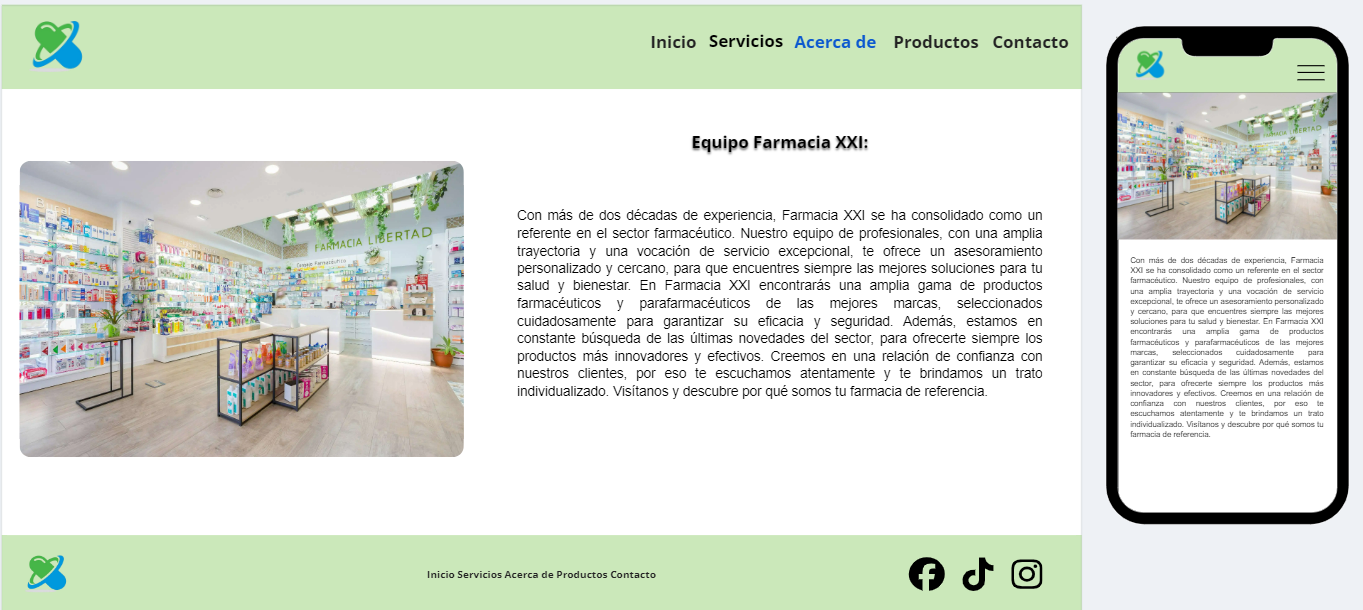 Inicio Servicios Acerca de Productos Contacto
Equipo Farmacia XXI:
FARMACIA LIBERTAD
Con más de dos décadas de experiencia, Farmacia XXI se ha consolidado como un
referente en el sector farmacéutico. Nuestro equipo de profesionales, con una amplia
trayectoria y una vocación de servicio excepcional, te ofrece un asesoramiento
personalizado y cercano, para que encuentres siempre las mejores soluciones para tu
salud y bienestar. En Farmacia XXI encontrarás una amplia gama de productos
farmacéuticos y parafarmacéuticos de las mejores marcas, seleccionados
cuidadosamente para garantizar su eficacia y seguridad. Además, estamos en
constante búsqueda de las últimas novedades del sector, para ofrecerte siempre los
productos más innovadores y efectivos. Creemos en una relación de confianza con
nuestros clientes, por eso te escuchamos atentamente y te brindamos un trato
individualizado. Visítanos y descubre por qué somos tu farmacia de referencia.
Inicio Servicios Acerca de Productos Contacto
FARMACIA LIBERTAD
Con más de dos décadas de experiencia, Farmacia
XXI se ha consolidado como un referente en el sector
farmacéutico. Nuestro equipo de profesionales, con
una amplia trayectoria y una vocación de servicio
excepcional, te ofrece un asesoramiento personalizado
y cercano, para que encuentres siempre las mejores
soluciones para tu salud y bienestar. En Farmacia XXI
encontrarás una amplia gama de productos
farmacéuticos y parafarmacéuticos de las mejores
marcas, seleccionados cuidadosamente para
garantizar su eficacia y seguridad. Además, estamos
en constante búsqueda de las últimas novedades del
sector, para ofrecerte siempre los productos más
innovadores y efectivos. Creemos en una relación de
confianza con nuestros clientes, por eso te
escuchamos atentamente y te brindamos un trato
individualizado. Visítanos y descubre por qué somos tu
farmacia de referencia.